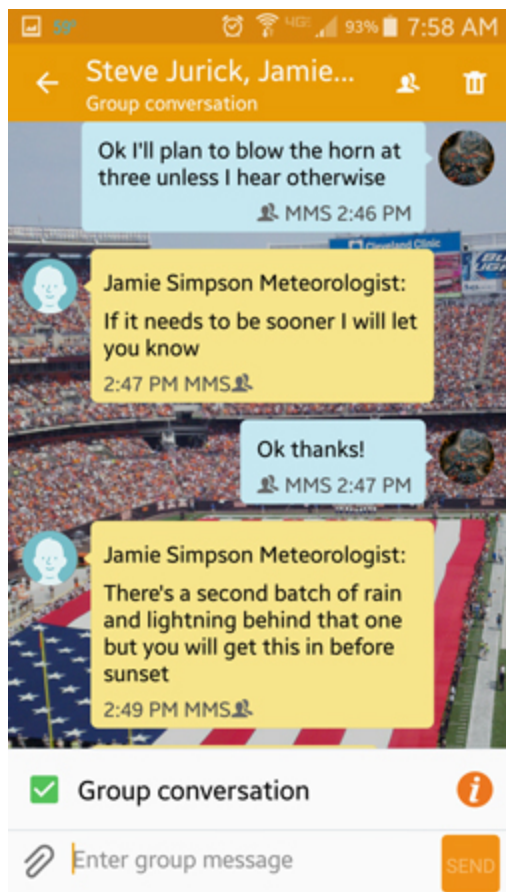 59°
4G
93%
7:58 AM
Steve Jurick, Jamie...
Group conversation
Ok I'll plan to blow the horn at
three unless I hear otherwise
MMS 2:46 PM
Cleveland Clinic
Jamie Simpson Meteorologist:
If it needs to be sooner I will let
you know
2:47 PM MMS
Ok thanks!
MMS 2:47 PM
Jamie Simpson Meteorologist:
There's a second batch of rain
and lightning behind that one
but you will get this in before
sunset
2:49 PM MMS
Group conversation
Enter group message
SEND